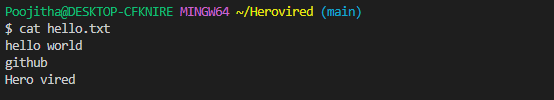 Poojitha@DESKTOP-CFKNIRE MINGW64 ~/Herovired (main)
$ cat hello.txt
hello world
github
Hero vired